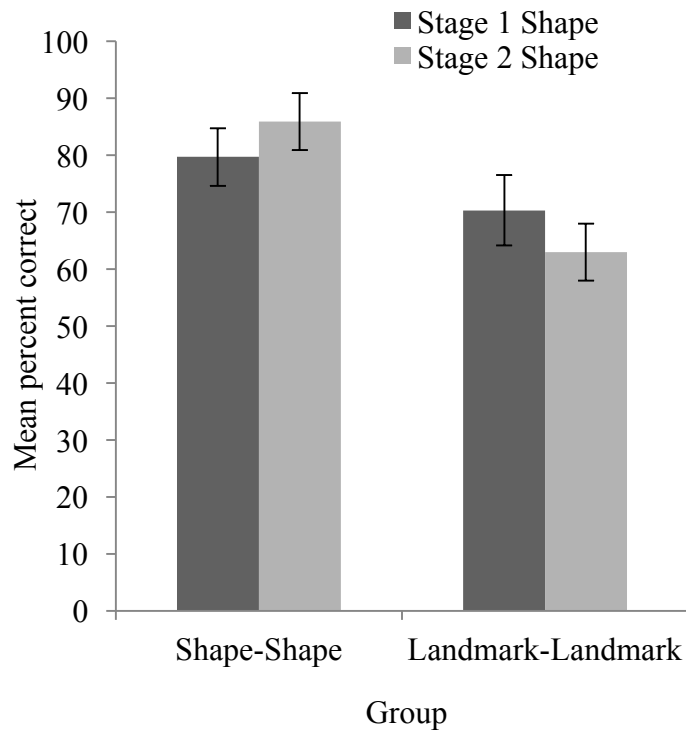 Stage 1 Shape
Stage 2 Shape
100
90
80
70
60
50
40
30
20
10
0
Mean percent correct
Shape-Shape
Landmark-Landmark
Group